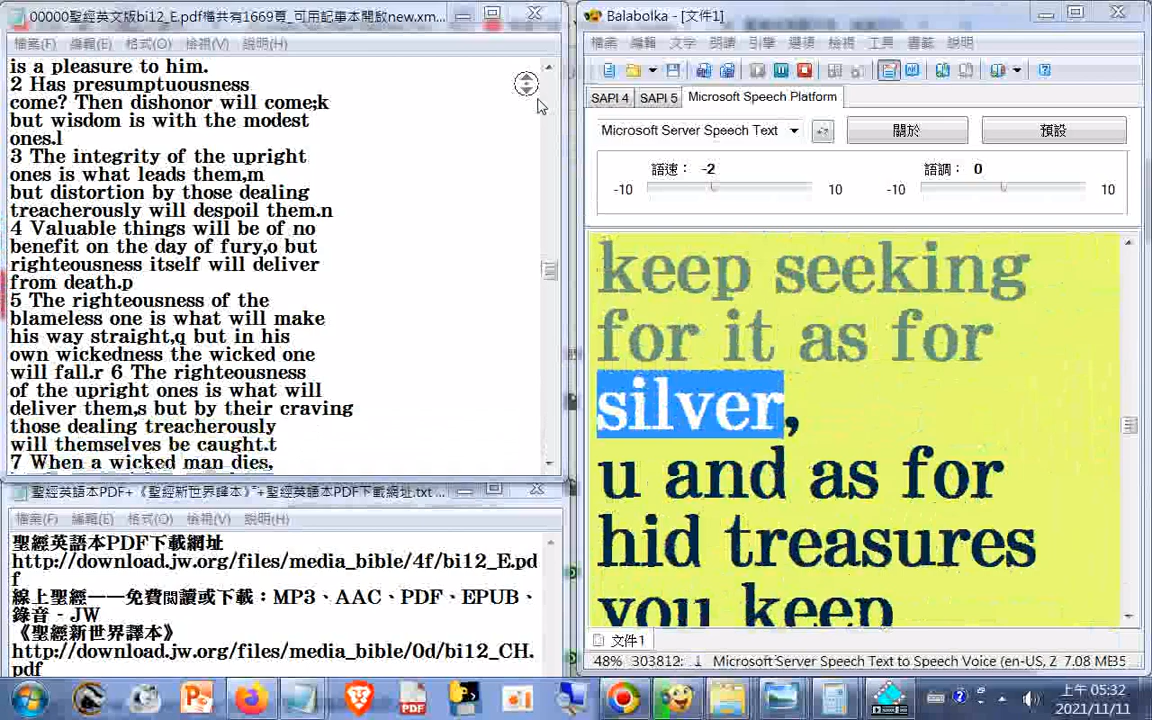 00000聖經英文版bi12_E.pdf檔共有1669頁_可用記事本開啟new.xm...
檔案(F) 編輯(E) 格式(O) 檢視(V) 說明(H)
is a pleasure to him.
2 Has presumptuousness
come? Then dishonor will come;k
but wisdom is with the modest
ones.l
3 The integrity of the upright
ones is what leads them,m
but distortion by those dealing
treacherously will despoil them.n
4 Valuable things will be of no
benefit on the day of fury,o but
righteousness itself will deliver
from death.p
5 The righteousness of the
blameless one is what will make
his way straight,q but in his
own wickedness the wicked one
will fall.r 6 The righteousness
of the upright ones is what will
deliver them,s but by their craving
those dealing treacherously
will themselves be caught.t
7 When a wicked man dies,
聖經英語本PDF+《聖經新世界譯本》"+聖經英語本PDF下載網址.txt ...
檔案(F) 編輯(E) 格式(O) 檢視(V) 說明(H)
聖經英語本PDF下載網址
http://download.jw.org/files/media_bible/4f/bi12_E.pd
f
線上聖經——免費閱讀或下載：MP3、AAC、PDF、EPUB、
錄音 - JW
《聖經新世界譯本》
http://download.jw.org/files/media_bible/0d/bi12_CH.
pdf
Balabolka - [文件1]
檔案 編輯 文字 朗讀 引擎 選項 檢視 工具 書籤 說明
SAPI 4 SAPI 5 Microsoft Speech Platform
Microsoft Server Speech Text 關於 預設
語速： -2 語調： 0
-10 10 -10 10
keep seeking
for it as for
silver,
u and as for
hid treasures
you keep
文件1
48% 303812: 1 Microsoft Server Speech Text to Speech Voice (en-US, Z 7.08 MB
上午 05:32
2021/11/11